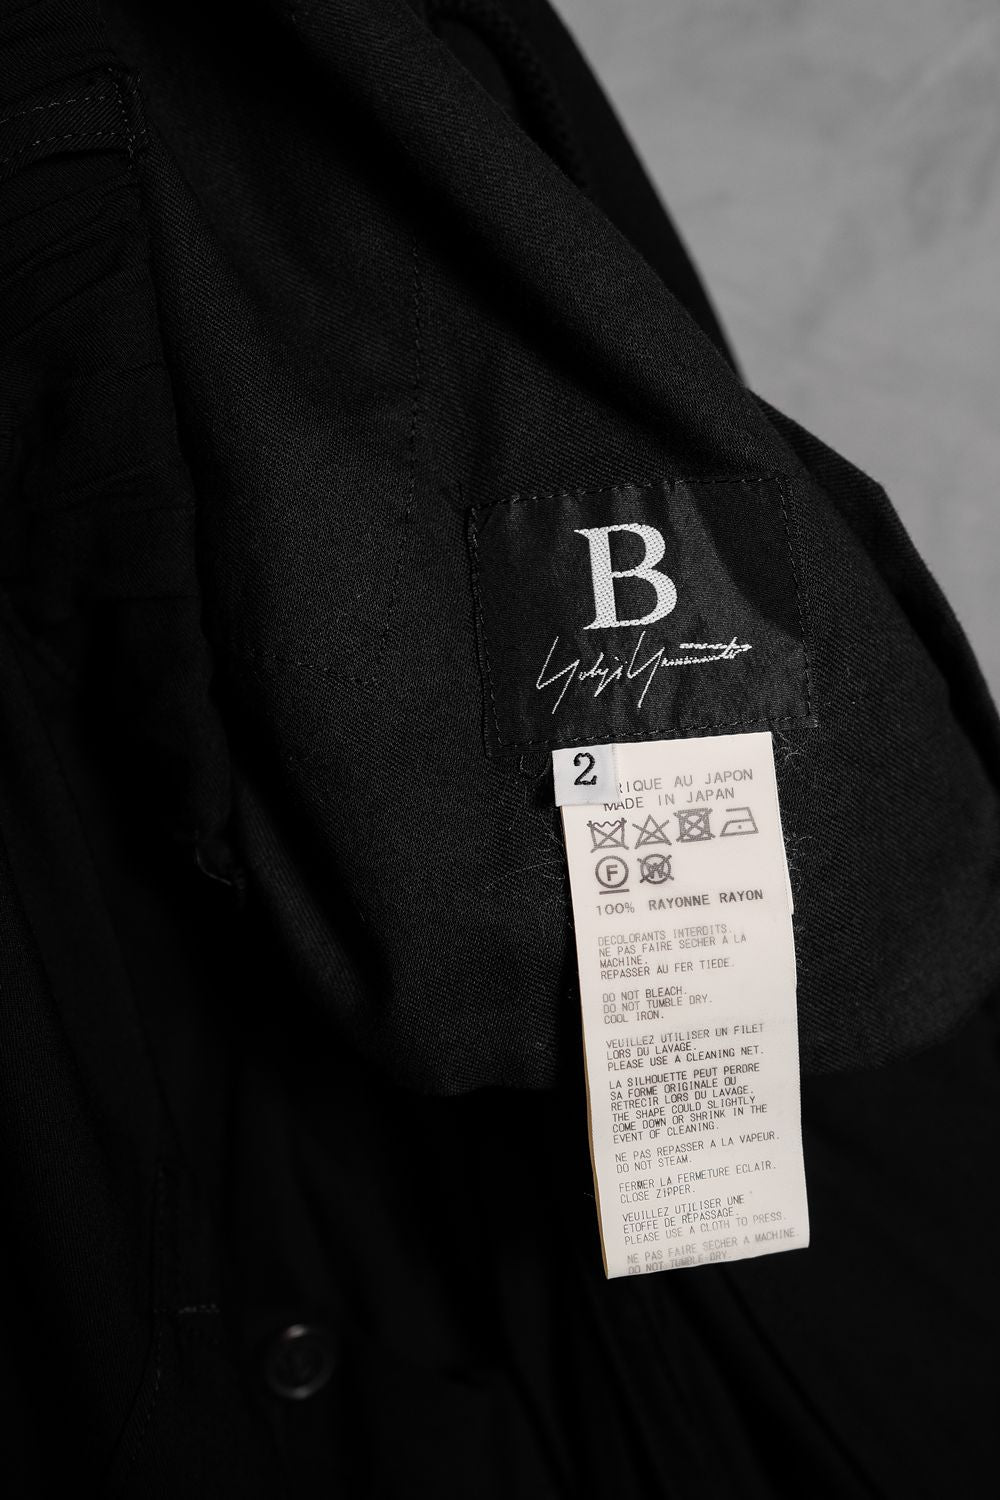 B
Yohji Yamamoto
2
RIQUE AU JAPON
MADE IN JAPAN
F
W
100% RAYONNE RAYON
DECOLORANTS INTERDITS.
NE PAS FAIRE SECHER A LA
MACHINE.
REPASSER AU FER TIEDE.
DO NOT BLEACH.
DO NOT TUMBLE DRY.
COOL IRON.
VEUILLEZ UTILISER UN FILET
LORS DU LAVAGE.
PLEASE USE A CLEANING NET.
LA SILHOUETTE PEUT PERDRE
SA FORME ORIGINALE OU
RETRECIR LORS DU LAVAGE.
THE SHAPE COULD SLIGHTLY
COME DOWN OR SHRINK IN THE
EVENT OF CLEANING.
NE PAS REPASSER A LA VAPEUR.
DO NOT STEAM.
FERMER LA FERMETURE ECLAIR.
CLOSE ZIPPER.
VEUILLEZ UTILISER UNE
ETOFFE DE REPASSAGE.
PLEASE USE A CLOTH TO PRESS.
NE PAS FAIRE SECHER A MACHINE.
DO NOT TUMBLE DRY.